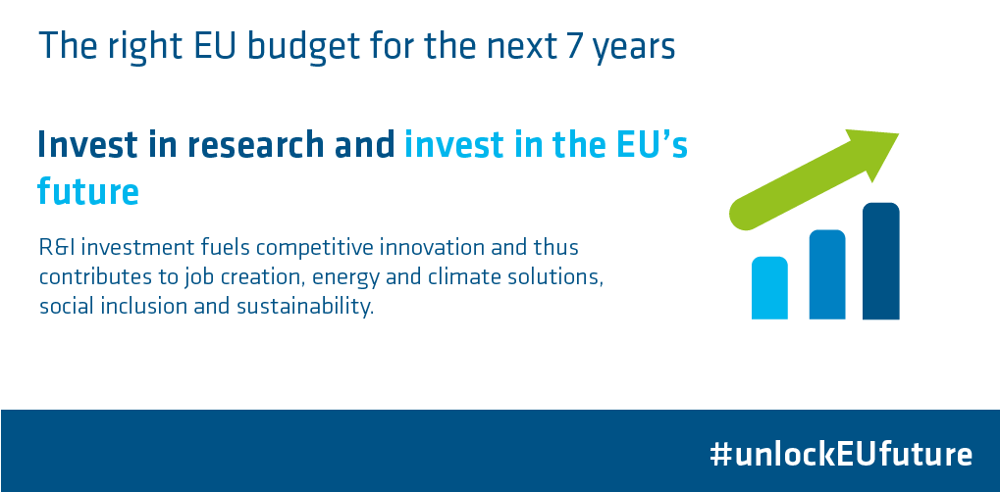 The right EU budget for the next 7 years
Invest in research and invest in the EU's
future
R&I investment fuels competitive innovation and thus
contributes to job creation, energy and climate solutions,
social inclusion and sustainability.
#unlockEUfuture